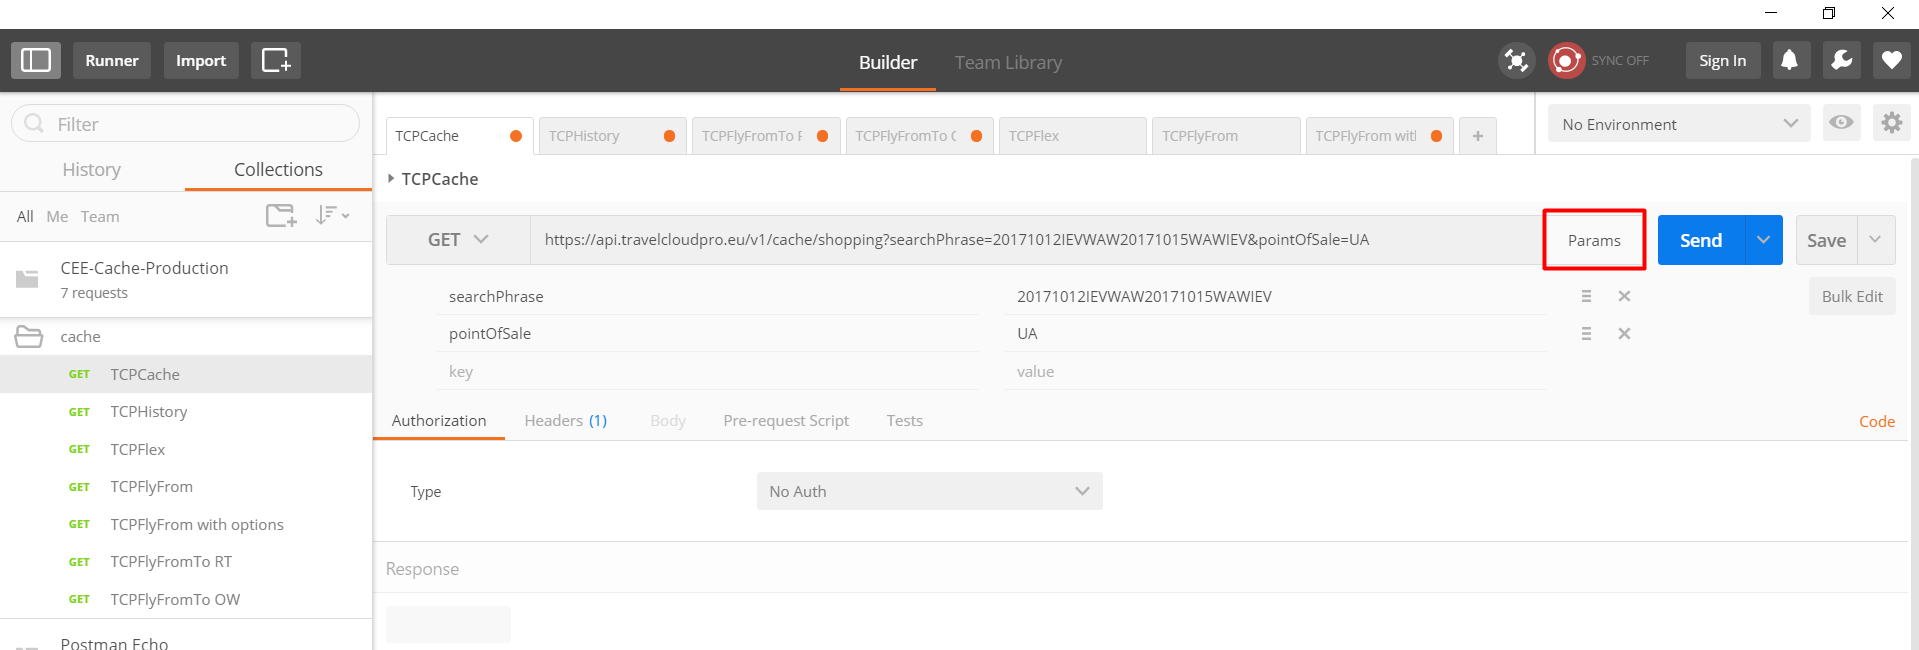 Runner Import Builder Team Library SYNC OFF Sign In
Filter
History Collections
All Me Team
CEE-Cache-Production
7 requests
cache
GET TCPCache
GET TCPHistory
GET TCPFlex
GET TCPFlyFrom
GET TCPFlyFrom with options
GET TCPFlyFromTo RT
GET TCPFlyFromTo OW
Postman Echo
TCPCache TCPHistory TCPFlyFromTo TCPFlyFromTo TCPFlex TCPFlyFrom TCPFlyFrom with +
No Environment
TCPCache
GET https://api.travelcloudpro.eu/v1/cache/shopping?searchPhrase=20171012IEVWAW20171015WAWIEV&pointOfSale=UA Params Send Save
searchPhrase 20171012IEVWAW20171015WAWIEV Bulk Edit
pointOfSale UA
key value
Authorization Headers (1) Body Pre-request Script Tests Code
Type No Auth
Response